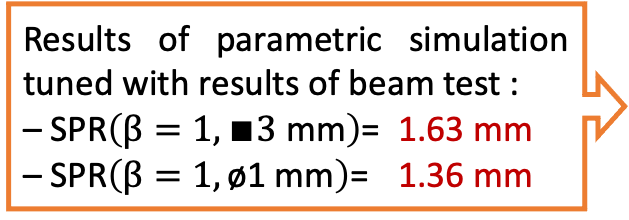 Results of parametric simulation
tuned with results of beam test :
– SPR(β = 1, ■3 mm)= 1.63 mm
– SPR(β = 1, ø1 mm)= 1.36 mm